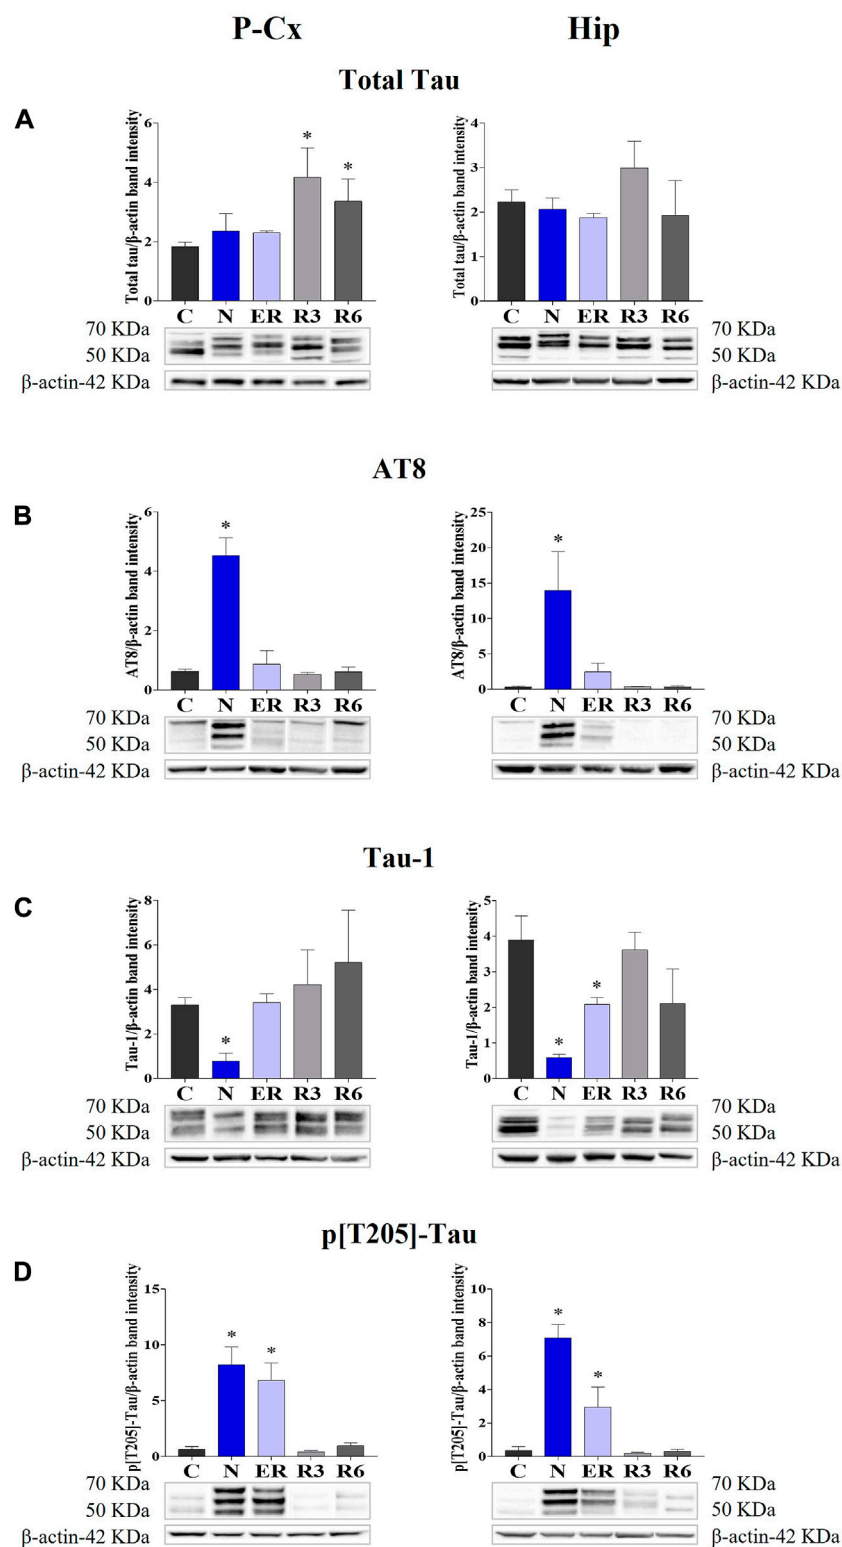 P-Cx Hip
Total Tau
A
Total tau/β-actin band intensity
6
4
2
0
C N ER R3 R6
* *
Total tau/β-actin band intensity
4
3
2
1
0
C N ER R3 R6
70 KDa 70 KDa
50 KDa 50 KDa
β-actin-42 KDa β-actin-42 KDa
AT8
B
AT8/β-actin band intensity
6
4
2
0
C N ER R3 R6
*
AT8/β-actin band intensity
25
20
15
10
5
0
C N ER R3 R6
*
70 KDa 70 KDa
50 KDa 50 KDa
β-actin-42 KDa β-actin-42 KDa
Tau-1
C
Tau-1/β-actin band intensity
8
6
4
2
0
C N ER R3 R6
*
Tau-1/β-actin band intensity
5
4
3
2
1
0
C N ER R3 R6
* *
70 KDa 70 KDa
50 KDa 50 KDa
β-actin-42 KDa β-actin-42 KDa
p[T205]-Tau
D
p[T205]-Tau/β-actin band intensity
15
10
5
0
C N ER R3 R6
* *
p[T205]-Tau/β-actin band intensity
10
8
6
4
2
0
C N ER R3 R6
* *
70 KDa 70 KDa
50 KDa 50 KDa
β-actin-42 KDa β-actin-42 KDa